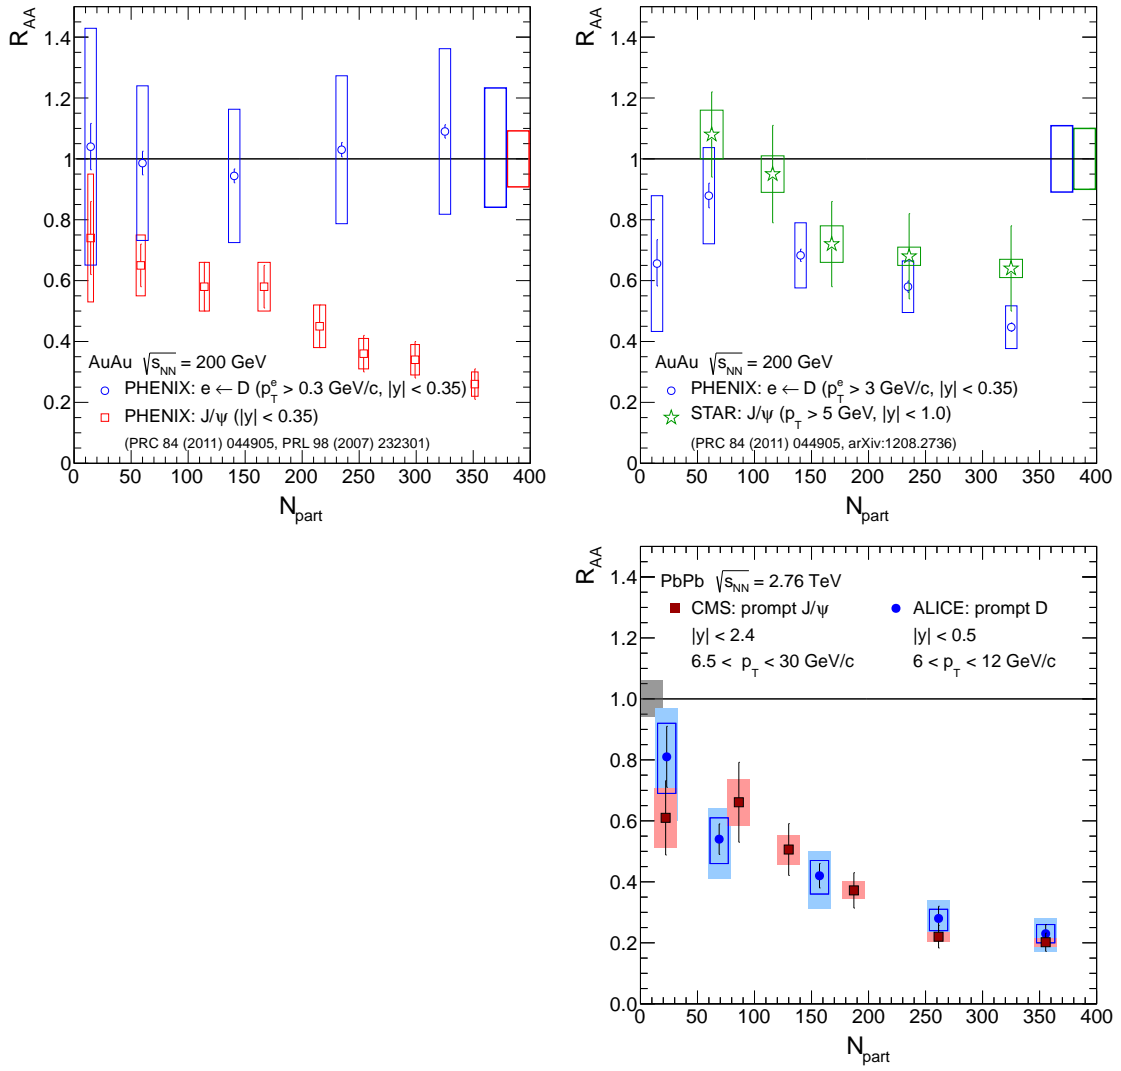 R_AA
1.4
1.2
1
0.8
0.6
0.4
0.2
0
AuAu √s_NN = 200 GeV
PHENIX: e ← D (p_T^e > 0.3 GeV/c, |y| < 0.35)
PHENIX: J/ψ (|y| < 0.35)
(PRC 84 (2011) 044905, PRL 98 (2007) 232301)
0 50 100 150 200 250 300 350 400
N_part
R_AA
1.4
1.2
1
0.8
0.6
0.4
0.2
0
AuAu √s_NN = 200 GeV
PHENIX: e ← D (p_T^e > 3 GeV/c, |y| < 0.35)
STAR: J/ψ (p_T > 5 GeV, |y| < 1.0)
(PRC 84 (2011) 044905, arXiv:1208.2736)
0 50 100 150 200 250 300 350 400
N_part
R_AA
1.4
1.2
1.0
0.8
0.6
0.4
0.2
0.0
PbPb √s_NN = 2.76 TeV
CMS: prompt J/ψ
|y| < 2.4
6.5 < p_T < 30 GeV/c
ALICE: prompt D
|y| < 0.5
6 < p_T < 12 GeV/c
0 50 100 150 200 250 300 350 400
N_part